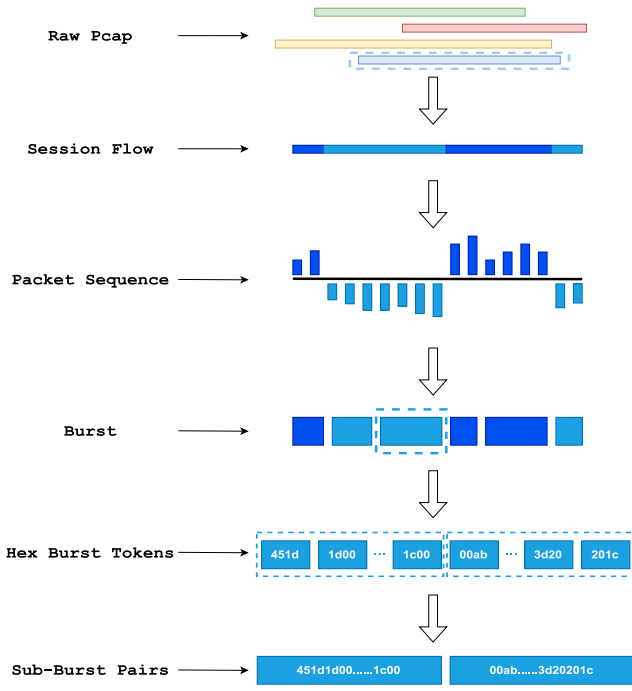 Raw Pcap
Session Flow
Packet Sequence
Burst
Hex Burst Tokens
451d 1d00 ... 1c00 00ab ... 3d20 201c
Sub-Burst Pairs
451d1d00......1c00 00ab......3d20201c